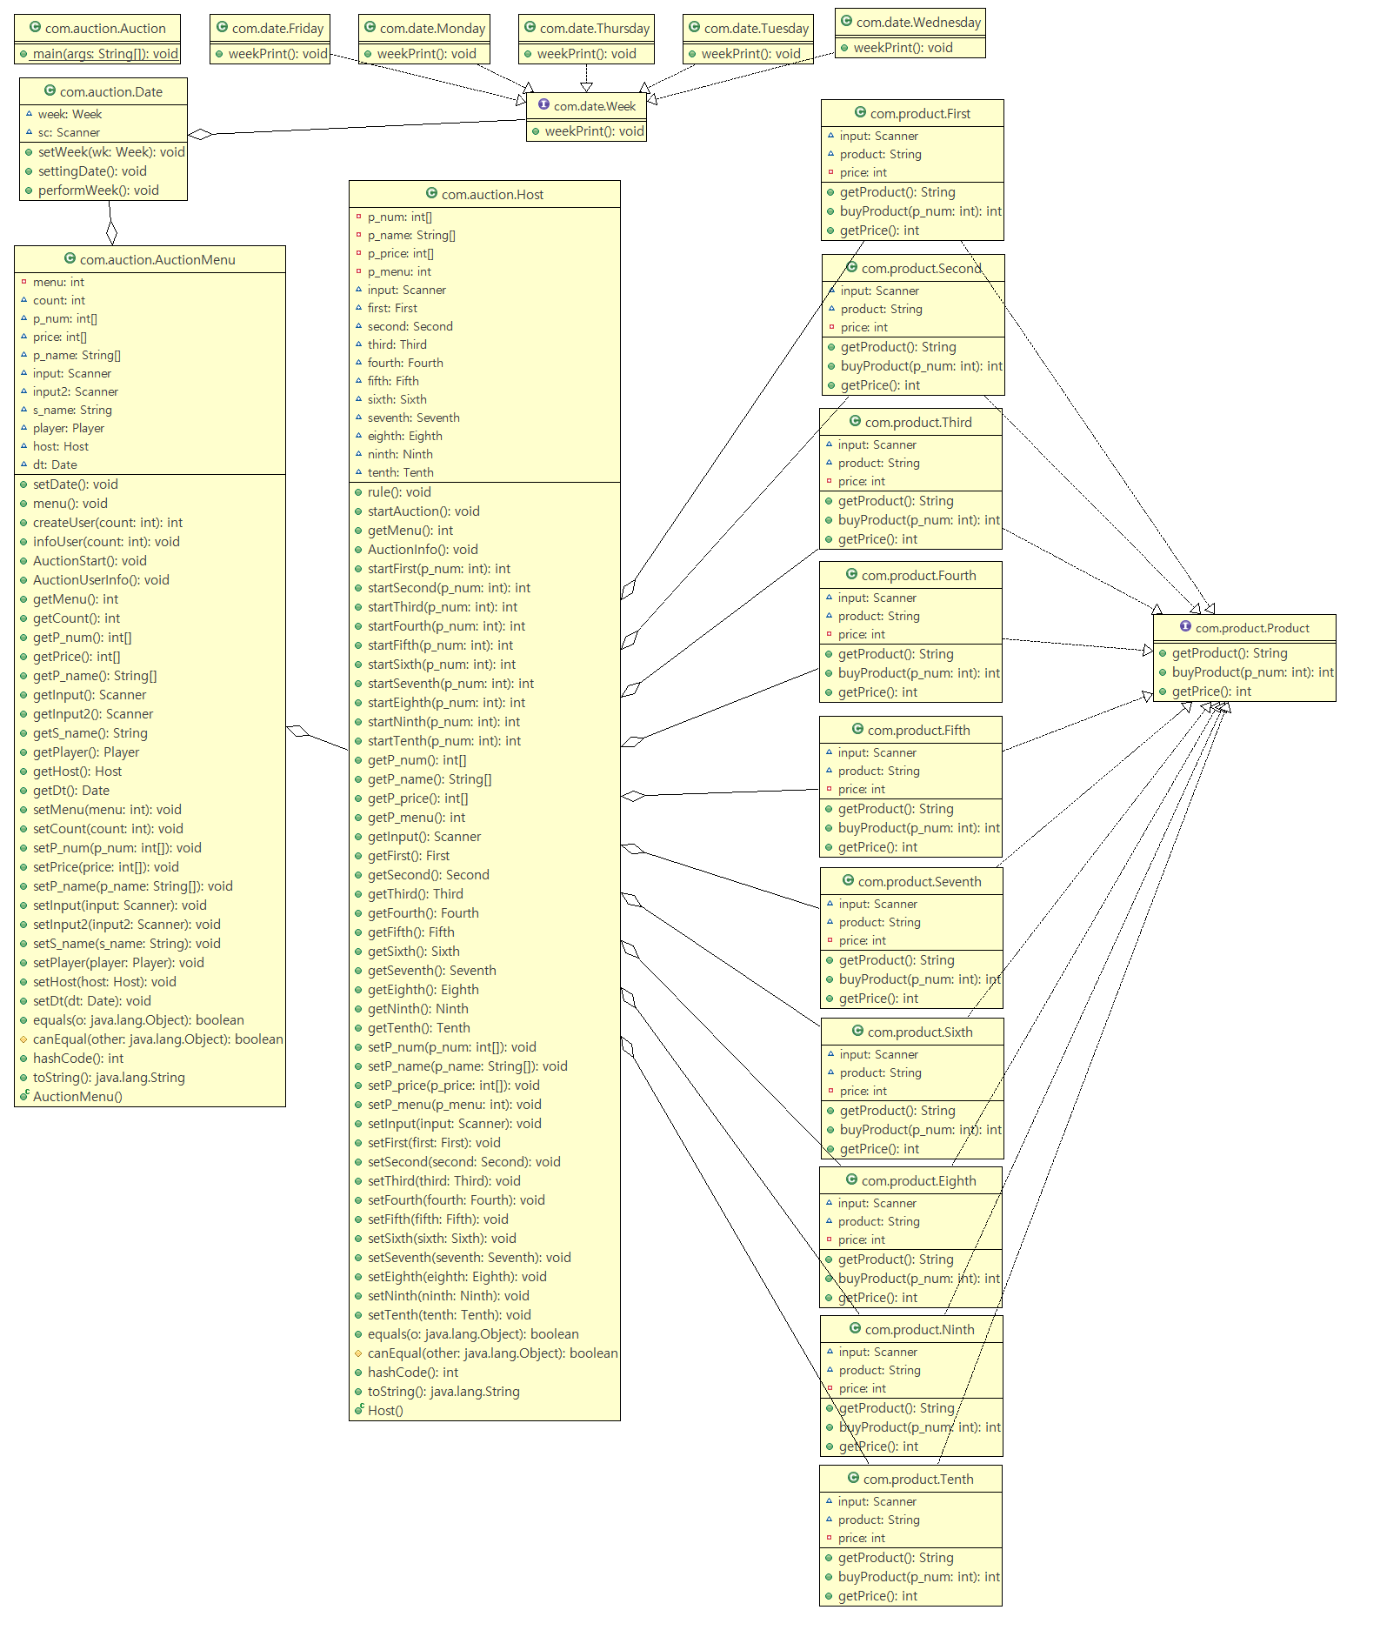 com.auction.Auction
main(args: String[]): void
com.date.Friday
weekPrint(): void
com.date.Monday
weekPrint(): void
com.date.Thursday
weekPrint(): void
com.date.Tuesday
weekPrint(): void
com.date.Wednesday
weekPrint(): void
com.auction.Date
week: Week
sc: Scanner
setWeek(wk: Week): void
settingDate(): void
performWeek(): void
com.date.Week
weekPrint(): void
com.auction.AuctionMenu
menu: int
count: int
p_num: int[]
price: int[]
p_name: String[]
input: Scanner
input2: Scanner
s_name: String
player: Player
host: Host
dt: Date
setDate(): void
menu(): void
createUser(count: int): int
infoUser(count: int): void
AuctionStart(): void
AuctionUserInfo(): void
getMenu(): int
getCount(): int
getP_num(): int[]
getPrice(): int[]
getP_name(): String[]
getInput(): Scanner
getInput2(): Scanner
getS_name(): String
getPlayer(): Player
getHost(): Host
getDt(): Date
setMenu(menu: int): void
setCount(count: int): void
setP_num(p_num: int[]): void
setPrice(price: int[]): void
setP_name(p_name: String[]): void
setInput(input: Scanner): void
setInput2(input2: Scanner): void
setS_name(s_name: String): void
setPlayer(player: Player): void
setHost(host: Host): void
setDt(dt: Date): void
equals(o: java.lang.Object): boolean
canEqual(other: java.lang.Object): boolean
hashCode(): int
toString(): java.lang.String
AuctionMenu()
com.auction.Host
p_num: int[]
p_name: String[]
p_price: int[]
p_menu: int
input: Scanner
first: First
second: Second
third: Third
fourth: Fourth
fifth: Fifth
sixth: Sixth
seventh: Seventh
eighth: Eighth
ninth: Ninth
tenth: Tenth
rule(): void
startAuction(): void
getMenu(): int
AuctionInfo(): void
startFirst(p_num: int): int
startSecond(p_num: int): int
startThird(p_num: int): int
startFourth(p_num: int): int
startFifth(p_num: int): int
startSixth(p_num: int): int
startSeventh(p_num: int): int
startEighth(p_num: int): int
startNinth(p_num: int): int
startTenth(p_num: int): int
getP_num(): int[]
getP_name(): String[]
getP_price(): int[]
getP_menu(): int
getInput(): Scanner
getFirst(): First
getSecond(): Second
getThird(): Third
getFourth(): Fourth
getFifth(): Fifth
getSixth(): Sixth
getSeventh(): Seventh
getEighth(): Eighth
getNinth(): Ninth
getTenth(): Tenth
setP_num(p_num: int[]): void
setP_name(p_name: String[]): void
setP_price(p_price: int[]): void
setP_menu(p_menu: int): void
setInput(input: Scanner): void
setFirst(first: First): void
setSecond(second: Second): void
setThird(third: Third): void
setFourth(fourth: Fourth): void
setFifth(fifth: Fifth): void
setSixth(sixth: Sixth): void
setSeventh(seventh: Seventh): void
setEighth(eighth: Eighth): void
setNinth(ninth: Ninth): void
setTenth(tenth: Tenth): void
equals(o: java.lang.Object): boolean
canEqual(other: java.lang.Object): boolean
hashCode(): int
toString(): java.lang.String
Host()
com.product.First
input: Scanner
product: String
price: int
getProduct(): String
buyProduct(p_num: int): int
getPrice(): int
com.product.Second
input: Scanner
product: String
price: int
getProduct(): String
buyProduct(p_num: int): int
getPrice(): int
com.product.Third
input: Scanner
product: String
price: int
getProduct(): String
buyProduct(p_num: int): int
getPrice(): int
com.product.Fourth
input: Scanner
product: String
price: int
getProduct(): String
buyProduct(p_num: int): int
getPrice(): int
com.product.Fifth
input: Scanner
product: String
price: int
getProduct(): String
buyProduct(p_num: int): int
getPrice(): int
com.product.Seventh
input: Scanner
product: String
price: int
getProduct(): String
buyProduct(p_num: int): int
getPrice(): int
com.product.Sixth
input: Scanner
product: String
price: int
getProduct(): String
buyProduct(p_num: int): int
getPrice(): int
com.product.Eighth
input: Scanner
product: String
price: int
getProduct(): String
buyProduct(p_num: int): int
getPrice(): int
com.product.Ninth
input: Scanner
product: String
price: int
getProduct(): String
buyProduct(p_num: int): int
getPrice(): int
com.product.Tenth
input: Scanner
product: String
price: int
getProduct(): String
buyProduct(p_num: int): int
getPrice(): int
com.product.Product
getProduct(): String
buyProduct(p_num: int): int
getPrice(): int